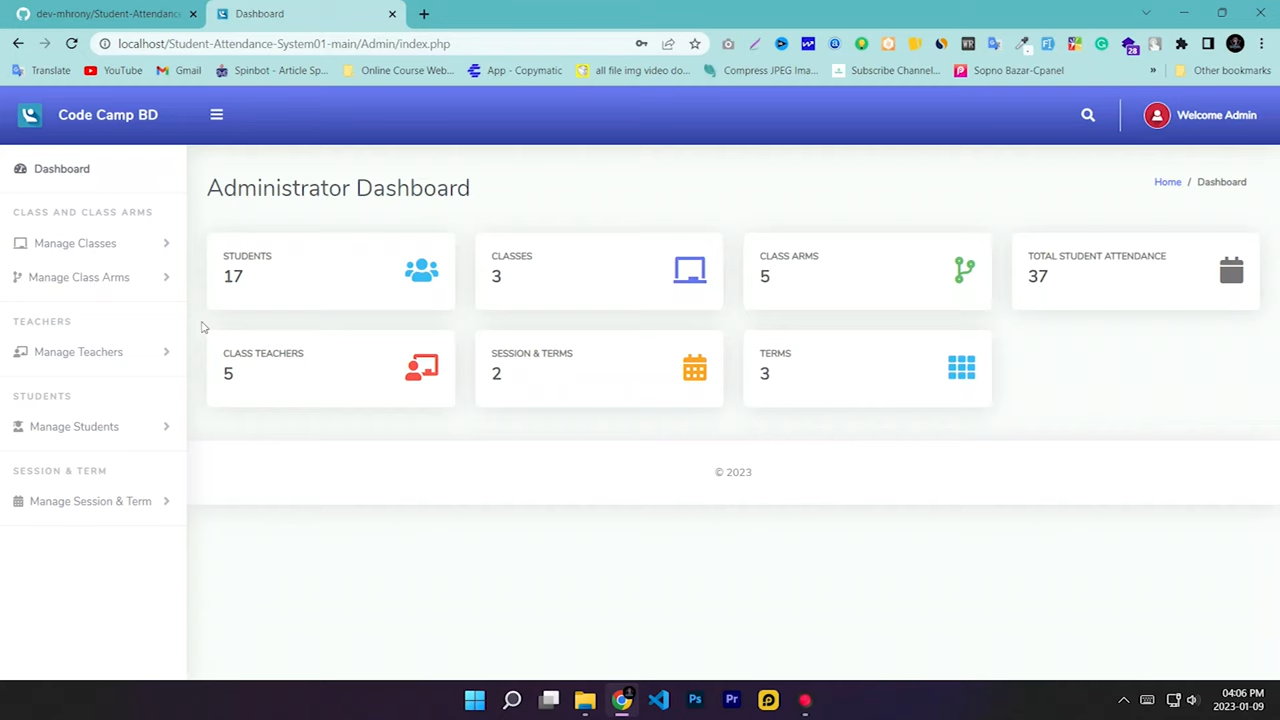 dev-mhrony/Student-Attendanc
Dashboard
localhost/Student-Attendance-System01-main/Admin/index.php
28
Translate
YouTube
Gmail
Spinbot - Article Sp...
Online Course Web...
App - Copymatic
all file img video do...
Compress JPEG Ima...
Subscribe Channel...
Sopno Bazar-Cpanel
»
Other bookmarks
Code Camp BD
Welcome Admin
Dashboard
CLASS AND CLASS ARMS
Manage Classes
Manage Class Arms
TEACHERS
Manage Teachers
STUDENTS
Manage Students
SESSION & TERM
Manage Session & Term
Administrator Dashboard
Home / Dashboard
STUDENTS
17
CLASSES
3
CLASS ARMS
5
TOTAL STUDENT ATTENDANCE
37
CLASS TEACHERS
5
SESSION & TERMS
2
TERMS
3
© 2023
Ps
Pr
04:06 PM
2023-01-09